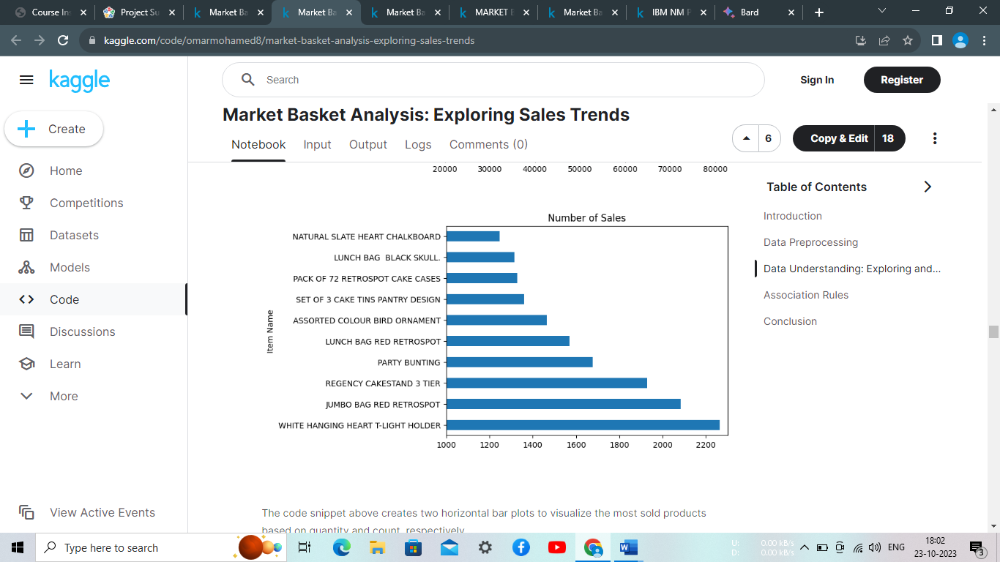 Course Ins
Project Su
Market Ba
Market Ba
Market Ba
MARKET B
Market Ba
IBM NM P
Bard
kaggle.com/code/omarmohamed8/market-basket-analysis-exploring-sales-trends
kaggle
Search
Sign In
Register
Create
Home
Competitions
Datasets
Models
Code
Discussions
Learn
More
View Active Events
Market Basket Analysis: Exploring Sales Trends
Notebook Input Output Logs Comments (0)
6
Copy & Edit 18
20000 30000 40000 50000 60000 70000 80000
Number of Sales
Item Name
NATURAL SLATE HEART CHALKBOARD
LUNCH BAG  BLACK SKULL.
PACK OF 72 RETROSPOT CAKE CASES
SET OF 3 CAKE TINS PANTRY DESIGN
ASSORTED COLOUR BIRD ORNAMENT
LUNCH BAG RED RETROSPOT
PARTY BUNTING
REGENCY CAKESTAND 3 TIER
JUMBO BAG RED RETROSPOT
WHITE HANGING HEART T-LIGHT HOLDER
1000 1200 1400 1600 1800 2000 2200
The code snippet above creates two horizontal bar plots to visualize the most sold products
based on quantity and count, respectively.
Table of Contents
Introduction
Data Preprocessing
Data Understanding: Exploring and...
Association Rules
Conclusion
Type here to search
U: 0.00 kB/s
D: 0.00 kB/s
ENG
18:02
23-10-2023
3